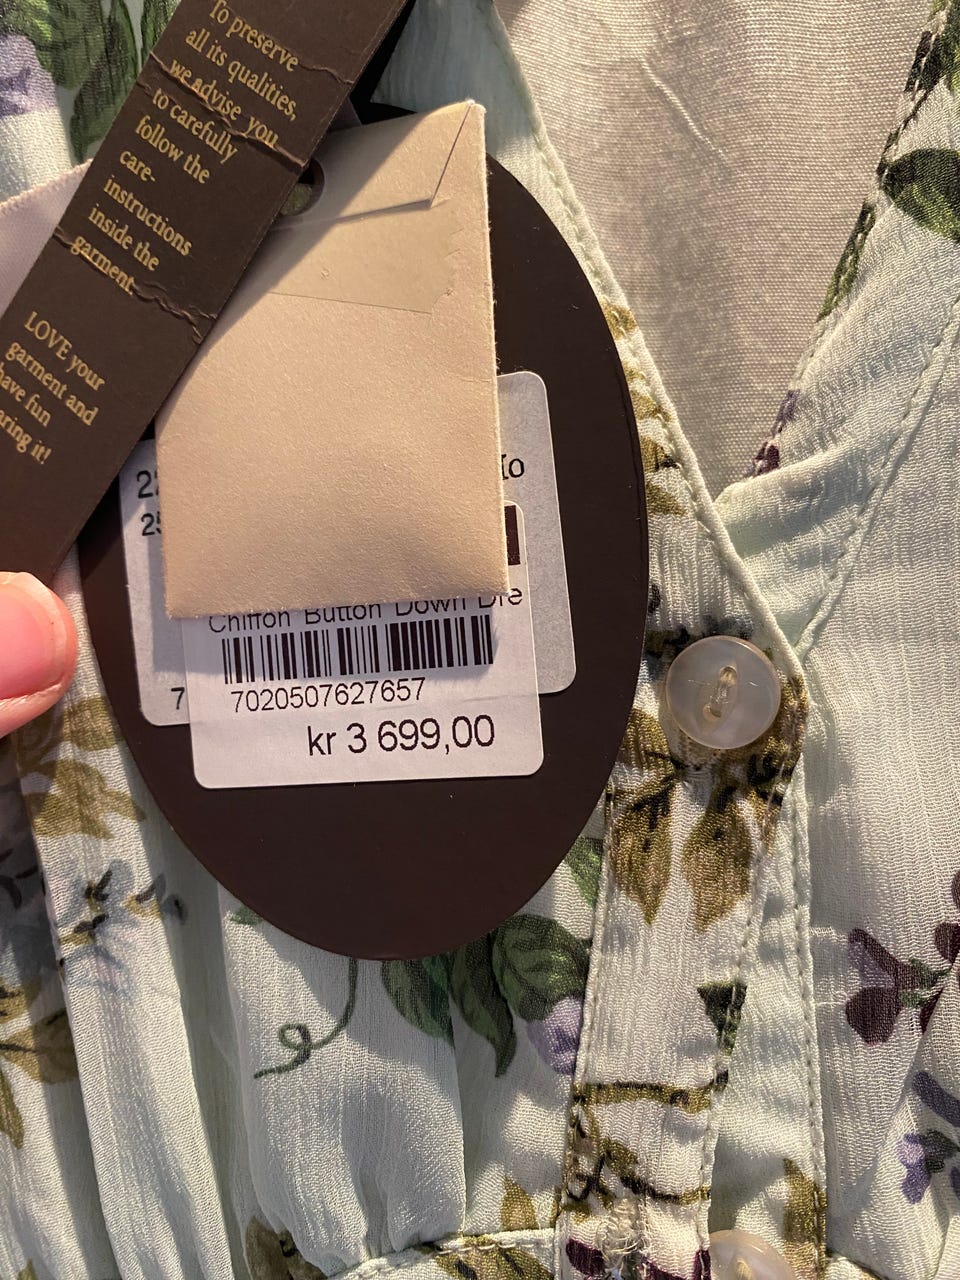 To preserve
all its qualities,
we advise you
to carefully
follow the
care-
instructions
inside the
garment.
LOVE your
garment and
have fun
Chiffon Button Down Dre
7020507627657
kr 3 699,00
7